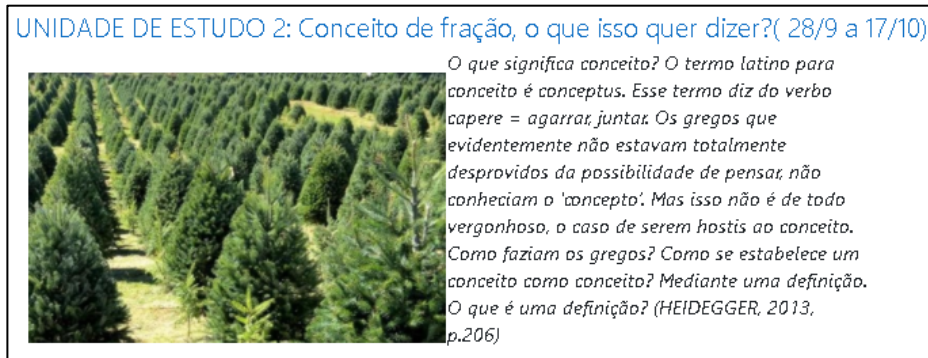 UNIDADE DE ESTUDO 2: Conceito de fração, o que isso quer dizer?( 28/9 a 17/10)
O que significa conceito? O termo latino para
conceito é conceptus. Esse termo diz do verbo
capere = agarrar, juntar. Os gregos que
evidentemente não estavam totalmente
desprovidos da possibilidade de pensar, não
conheciam o 'concepto'. Mas isso não é de todo
vergonhoso, o caso de serem hostis ao conceito.
Como faziam os gregos? Como se estabelece um
conceito como conceito? Mediante uma definição.
O que é uma definição? (HEIDEGGER, 2013,
p.206)